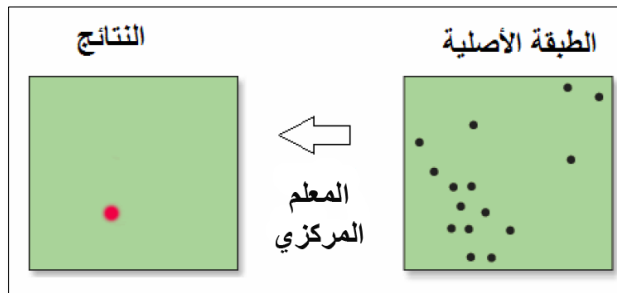 الطبقة الأصلية
النتائج
المعلم
المركزي